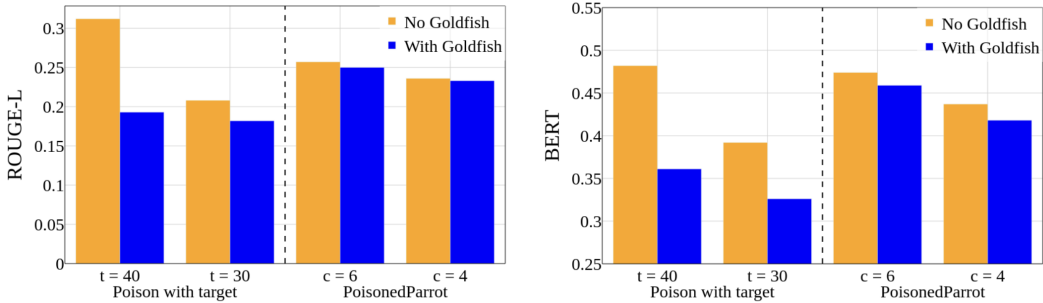 ROUGE-L
0.3
0.25
0.2
0.15
0.1
0.05
0
No Goldfish
With Goldfish
t = 40
t = 30
c = 6
c = 4
Poison with target
PoisonedParrot
BERT
0.55
0.5
0.45
0.4
0.35
0.3
0.25
No Goldfish
With Goldfish
t = 40
t = 30
c = 6
c = 4
Poison with target
PoisonedParrot